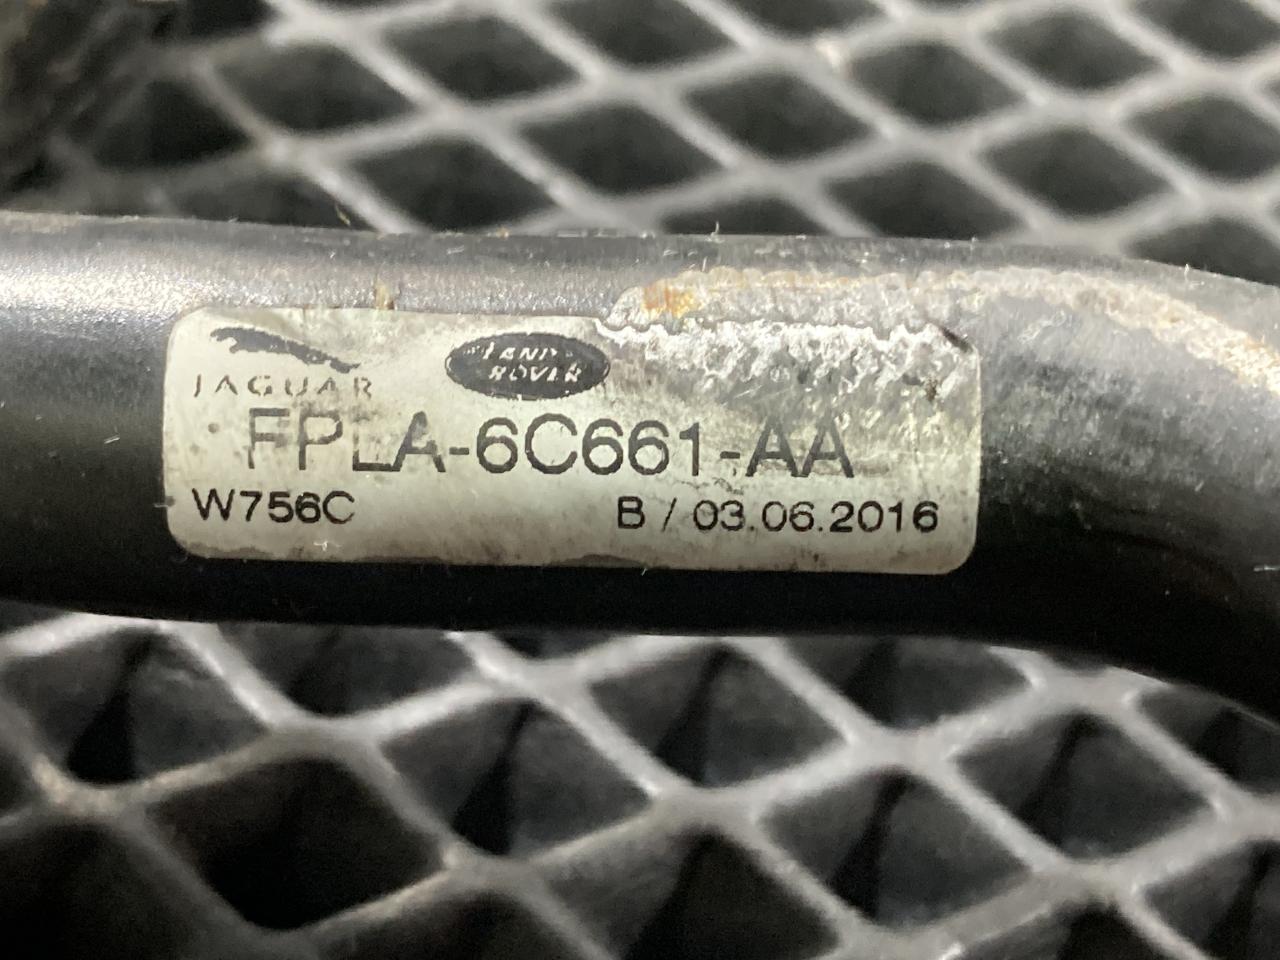 JAGUAR
LAND ROVER
FPLA-6C661-AA
W756C
B / 03.06.2016